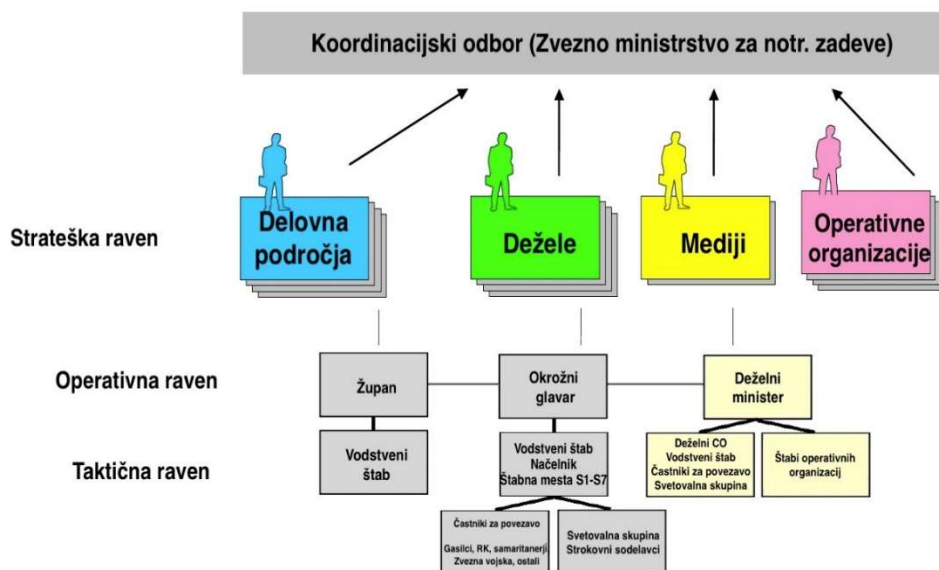 Koordinacijski odbor (Zvezno ministrstvo za notr. zadeve)
Strateška raven
Delovna
področja
Dežele
Mediji
Operativne
organizacije
Operativna raven
Župan
Okrožni
glavar
Deželni
minister
Taktična raven
Vodstveni
štab
Vodstveni štab
Načelnik
Štabna mesta S1-S7
Deželni CO
Vodstveni štab
Častniki za povezavo
Svetovalna skupina
Štabi operativnih
organizacij
Častniki za povezavo
Gasilci, RK, samaritanerji
Zvezna vojska, ostali
Svetovalna skupina
Strokovni sodelavci